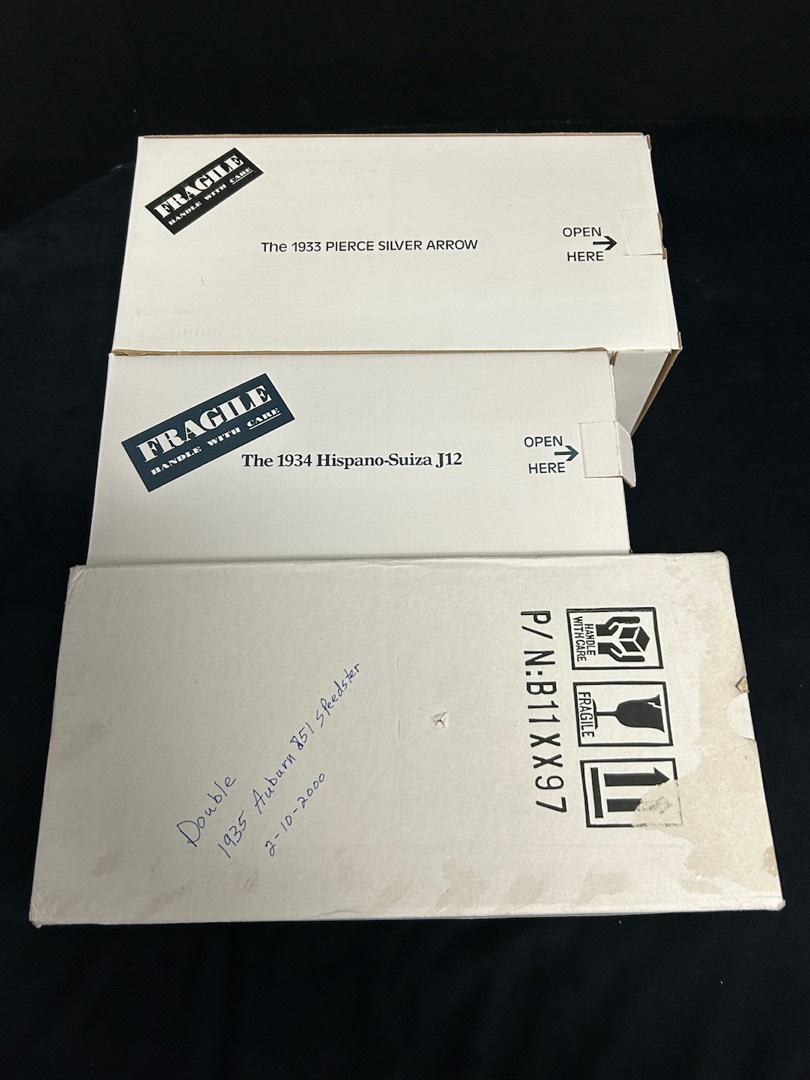 FRAGILE
HANDLE WITH CARE
The 1933 PIERCE SILVER ARROW
OPEN
HERE
FRAGILE
HANDLE WITH CARE
The 1934 Hispano-Suiza J12
OPEN
HERE
Double
1935 Auburn 851 Speedster
2-10-2000
P/N:B11XX97
HANDLE
WITH CARE
FRAGILE